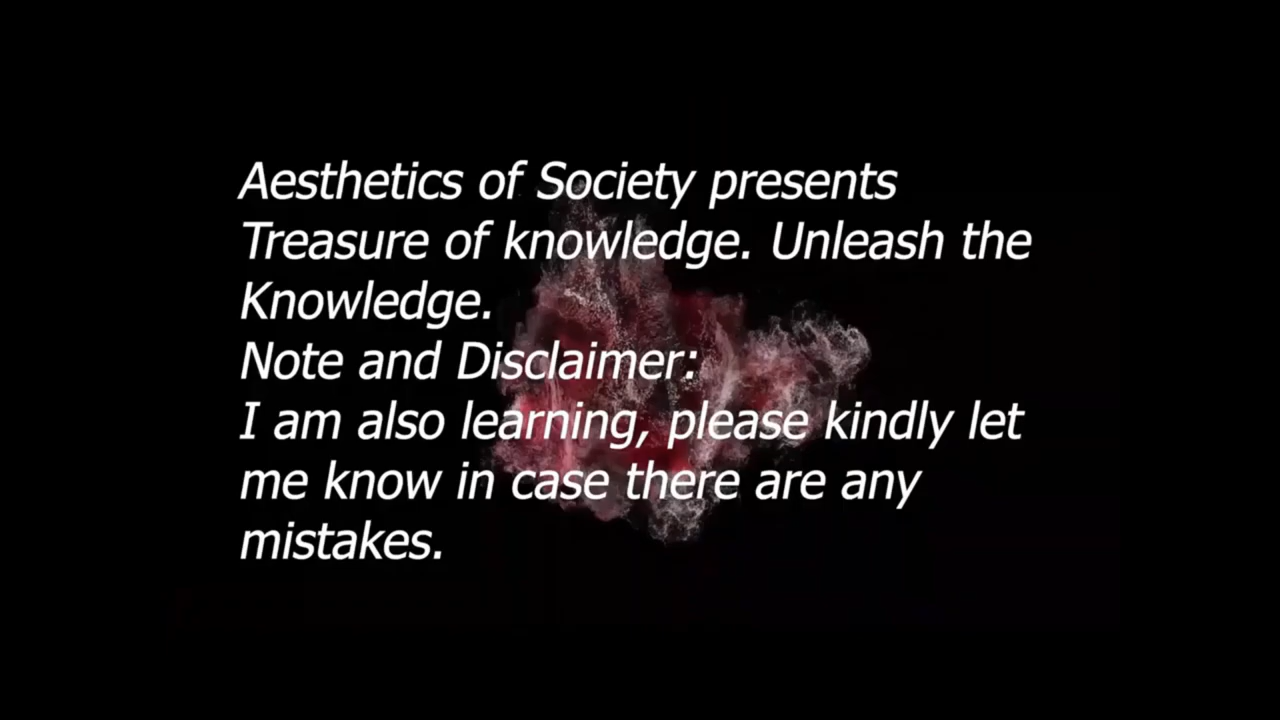 Aesthetics of Society presents
Treasure of knowledge. Unleash the
Knowledge.
Note and Disclaimer:
I am also learning, please kindly let
me know in case there are any
mistakes.